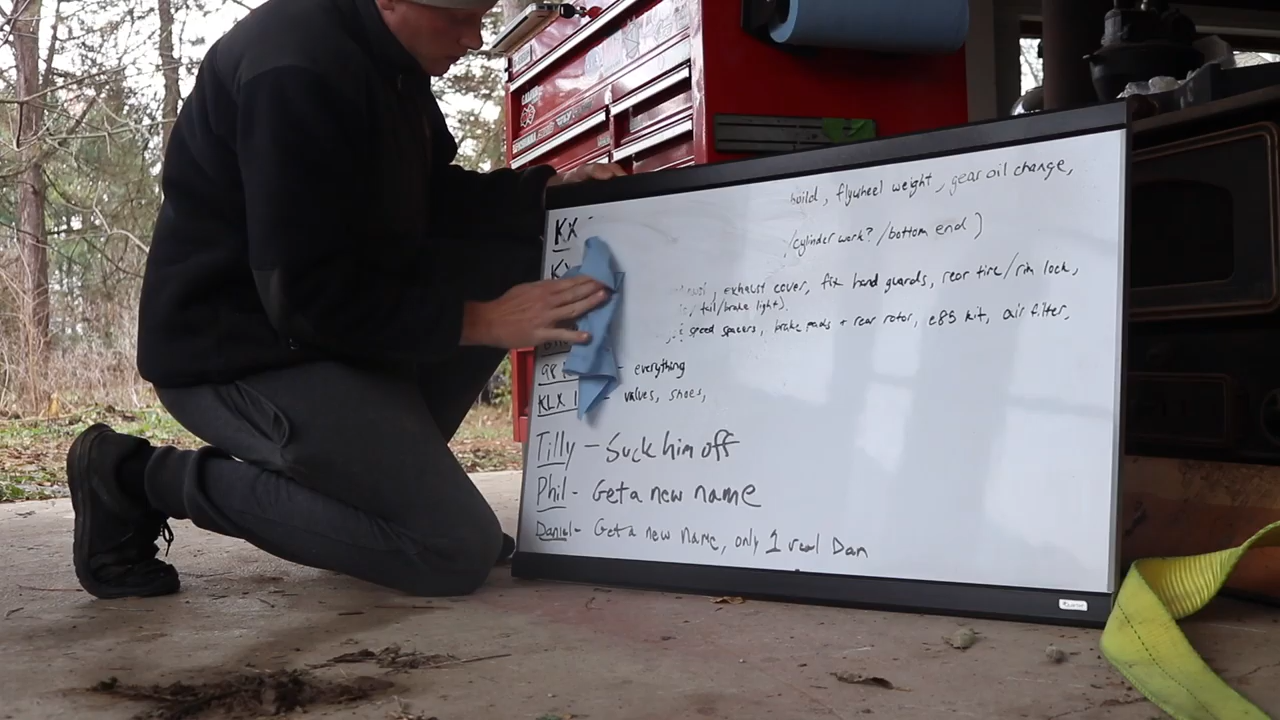 build, flywheel weight, gear oil change,
KX -
/cylinder work? /bottom end)
exhaust cover, fix hand guards, rear tire/rim lock,
tail/brake light).
speed spacers, brake pads + rear rotor, e85 kit, air filter,
- everything
KLX - valves, shoes,
Tilly - Suck him off
Phil - Get a new name
Daniel - Get a new name, only 1 real Dan